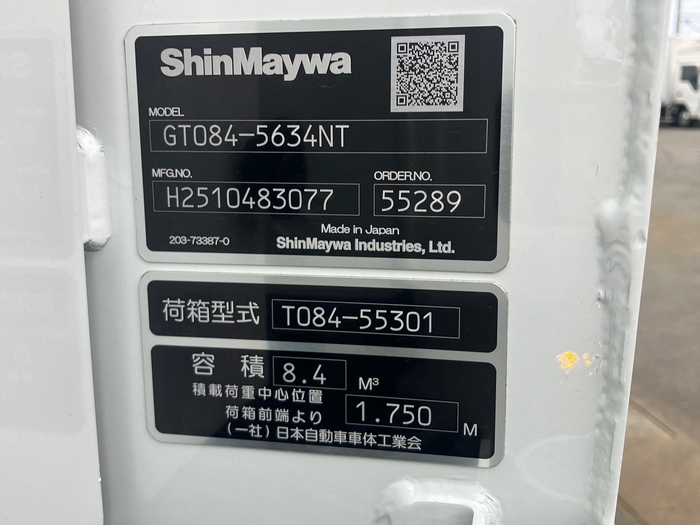 ShinMaywa
MODEL
GT084-5634NT
MFG.NO. ORDER.NO.
H2510483077 55289
Made in Japan
203-73387-0 ShinMaywa Industries, Ltd.
荷箱型式 T084-55301
容積 8.4 M³
積載荷重中心位置
荷箱前端より 1.750 M
(一社)日本自動車車体工業会